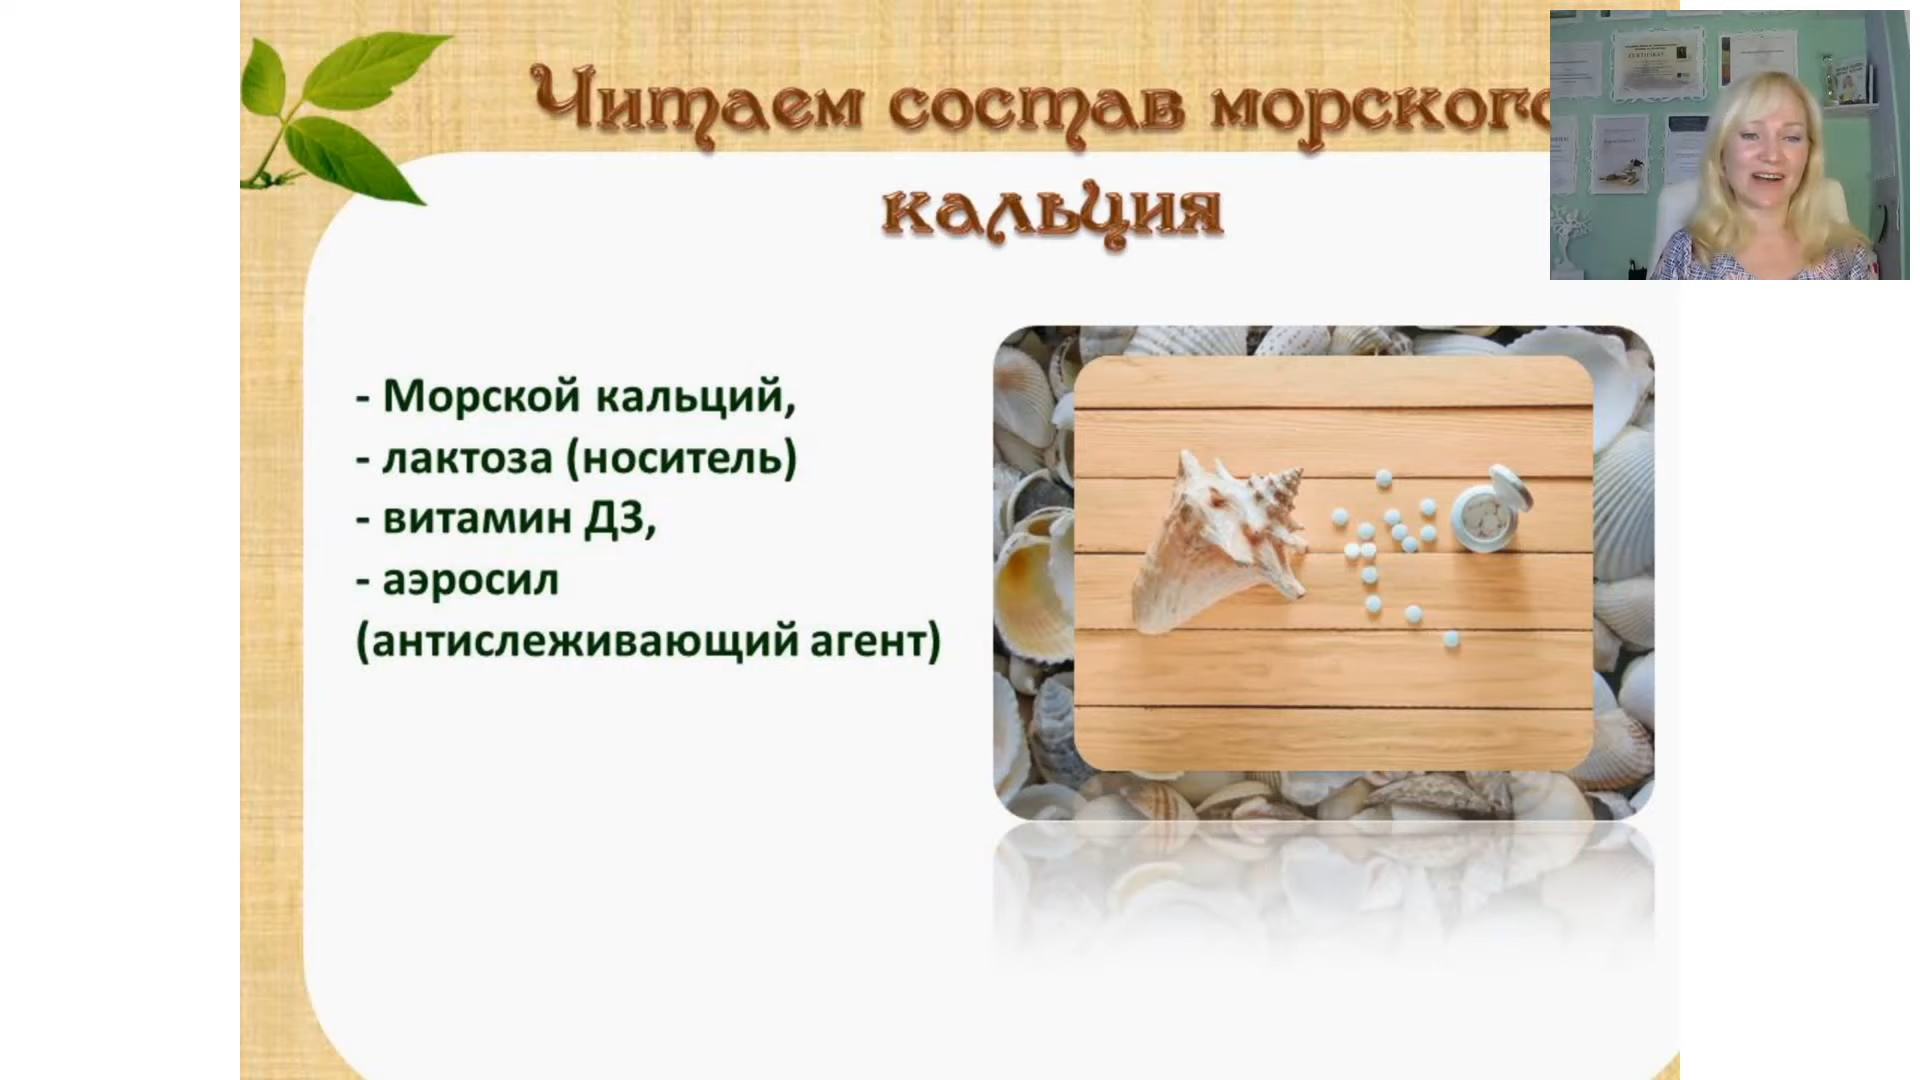 Читаем состав морского
кальция
- Морской кальций,
- лактоза (носитель)
- витамин Д3,
- аэросил
(антислеживающий агент)